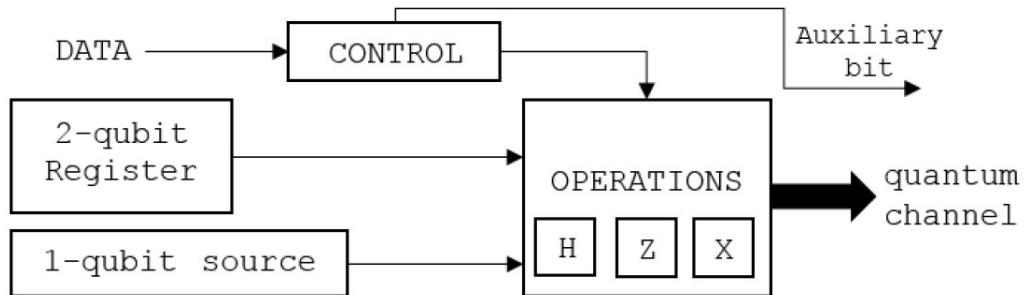 DATA
CONTROL
Auxiliary
bit
2-qubit
Register
OPERATIONS
H Z X
quantum
channel
1-qubit source